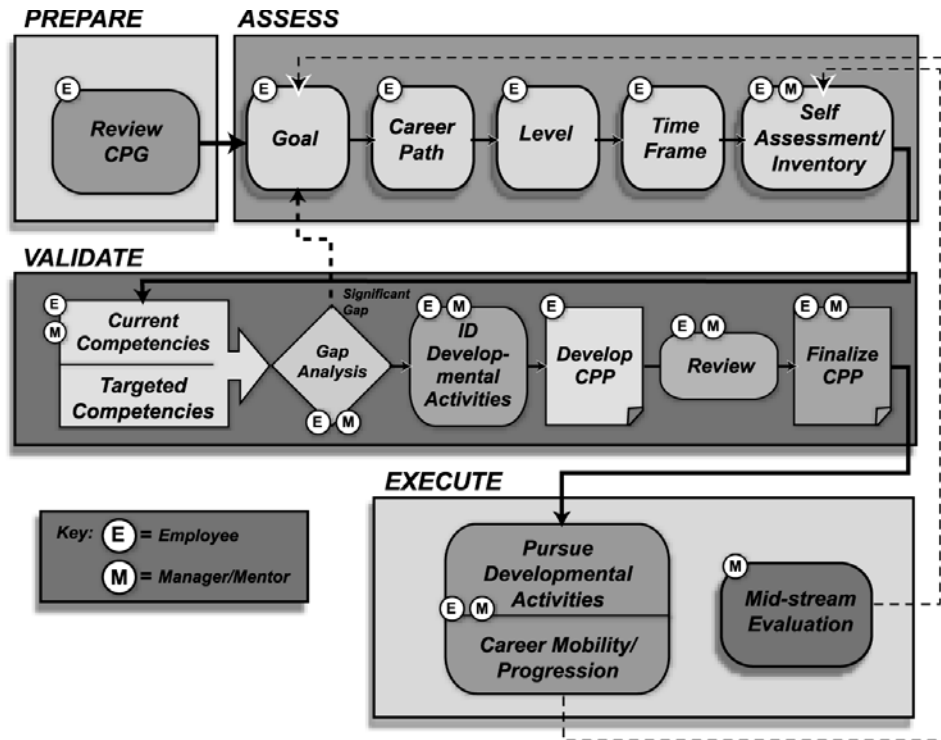 PREPARE
ASSESS
E
Review
CPG
E
Goal
E
Career
Path
E
Level
E
Time
Frame
E M
Self
Assessment/
Inventory
VALIDATE
E
M
Current
Competencies
Targeted
Competencies
Significant
Gap
Gap
Analysis
E M
E M
ID
Develop-
mental
Activities
E
Develop
CPP
E M
Review
E M
Finalize
CPP
EXECUTE
Key: E = Employee
M = Manager/Mentor
Pursue
Developmental
Activities
E M
Career Mobility/
Progression
M
Mid-stream
Evaluation